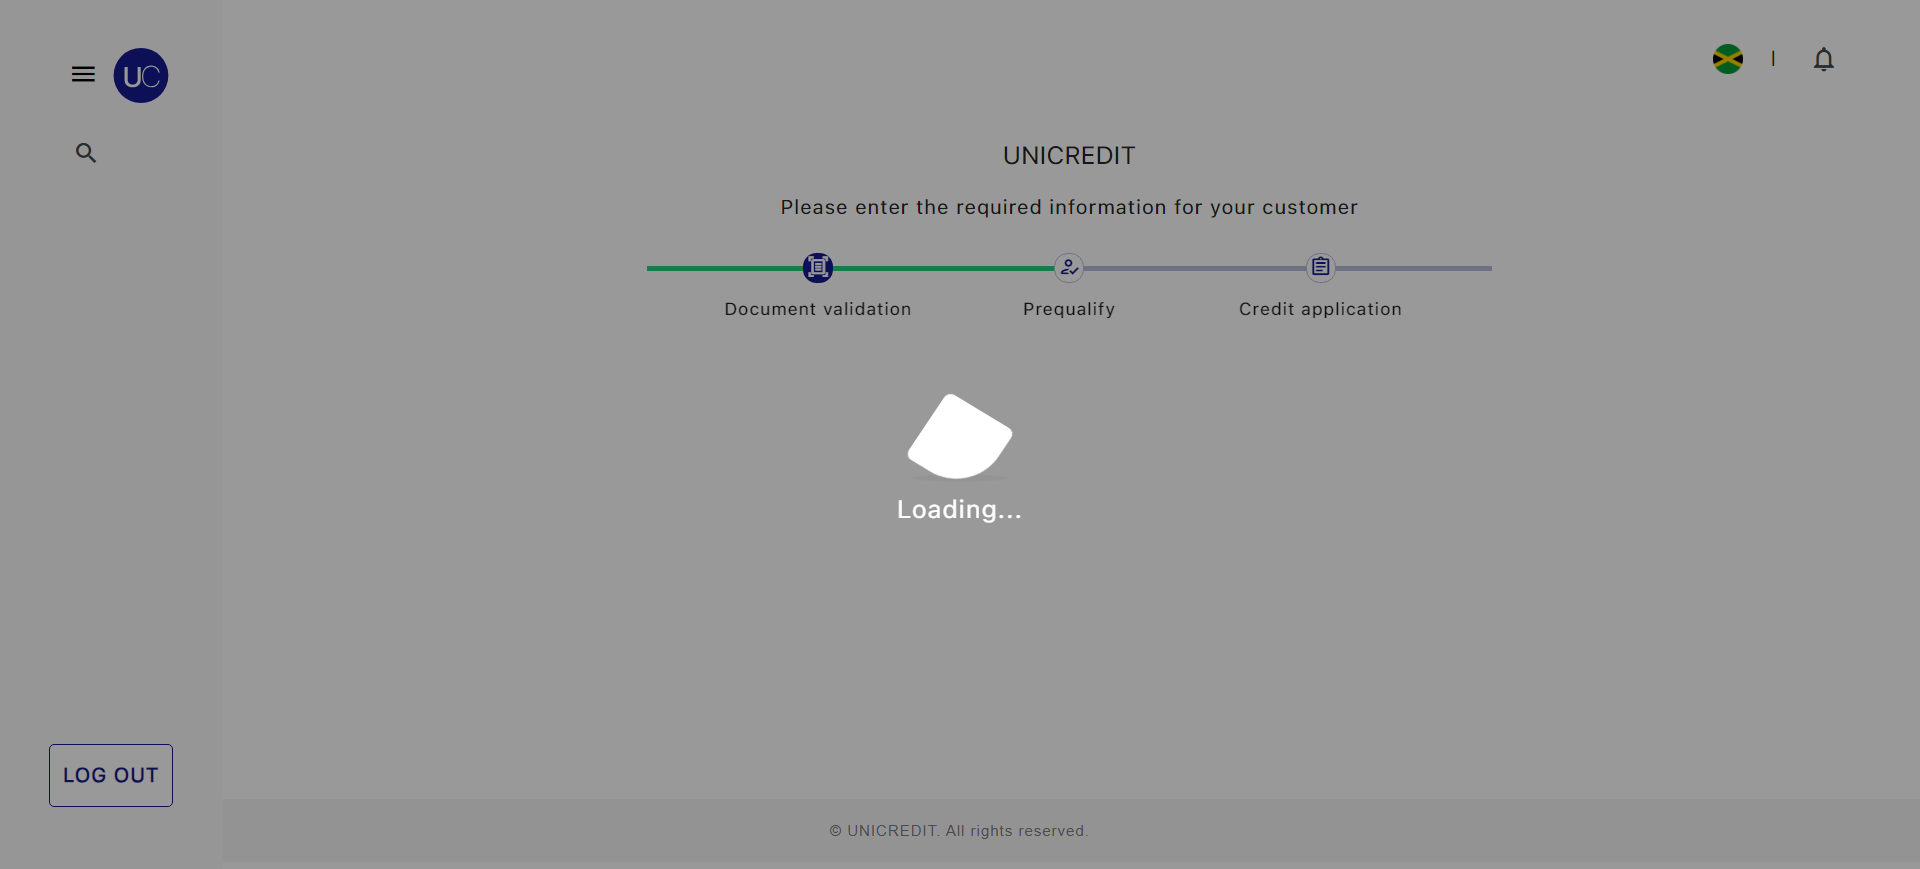 UC
UNICREDIT
Please enter the required information for your customer
Document validation
Prequalify
Credit application
Loading...
LOG OUT
© UNICREDIT. All rights reserved.